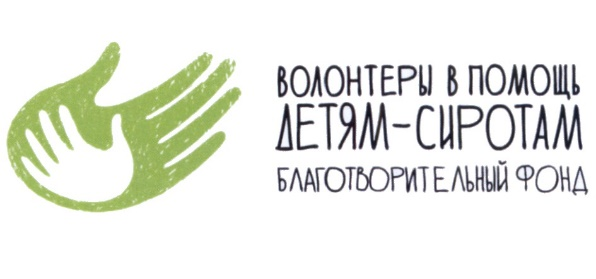 ВОЛОНТЕРЫ В ПОМОЩЬ
ДЕТЯМ-СИРОТАМ
БЛАГОТВОРИТЕЛЬНЫЙ ФОНД